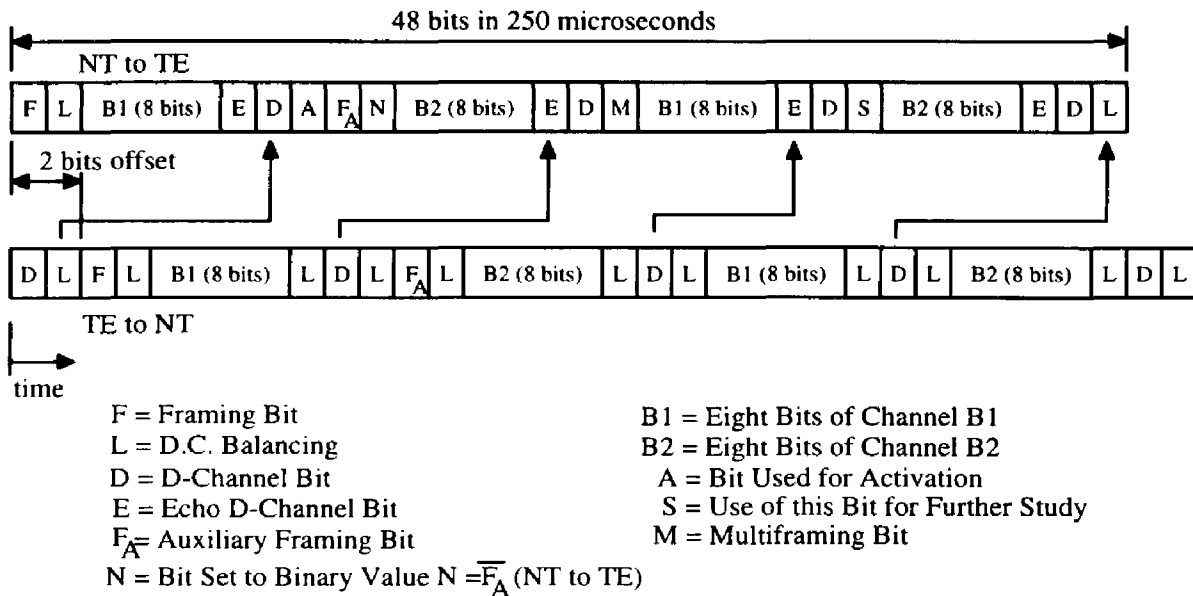 48 bits in 250 microseconds
NT to TE
F L B1 (8 bits) E D A FA N B2 (8 bits) E D M B1 (8 bits) E D S B2 (8 bits) E D L
2 bits offset
D L F L B1 (8 bits) L D L FA L B2 (8 bits) L D L B1 (8 bits) L D L B2 (8 bits) L D L
TE to NT
time
F = Framing Bit
L = D.C. Balancing
D = D-Channel Bit
E = Echo D-Channel Bit
FA = Auxiliary Framing Bit
N = Bit Set to Binary Value N = F̅A̅ (NT to TE)
B1 = Eight Bits of Channel B1
B2 = Eight Bits of Channel B2
A = Bit Used for Activation
S = Use of this Bit for Further Study
M = Multiframing Bit